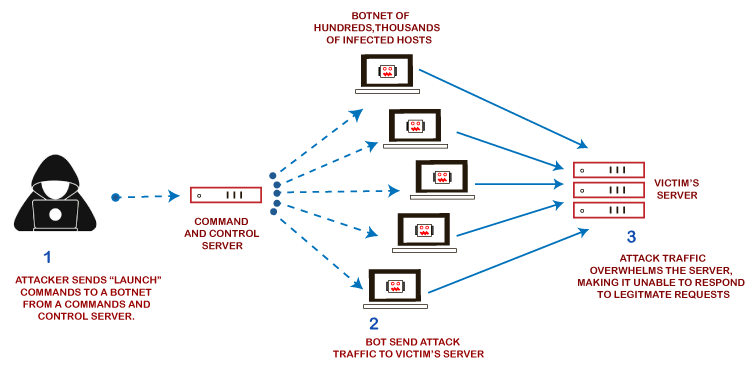 BOTNET OF
HUNDREDS,THOUSANDS
OF INFECTED HOSTS
COMMAND
AND CONTROL
SERVER
VICTIM'S
SERVER
1
ATTACKER SENDS “LAUNCH”
COMMANDS TO A BOTNET
FROM A COMMANDS AND
CONTROL SERVER.
2
BOT SEND ATTACK
TRAFFIC TO VICTIM'S SERVER
3
ATTACK TRAFFIC
OVERWHELMS THE SERVER,
MAKING IT UNABLE TO RESPOND
TO LEGITMATE REQUESTS